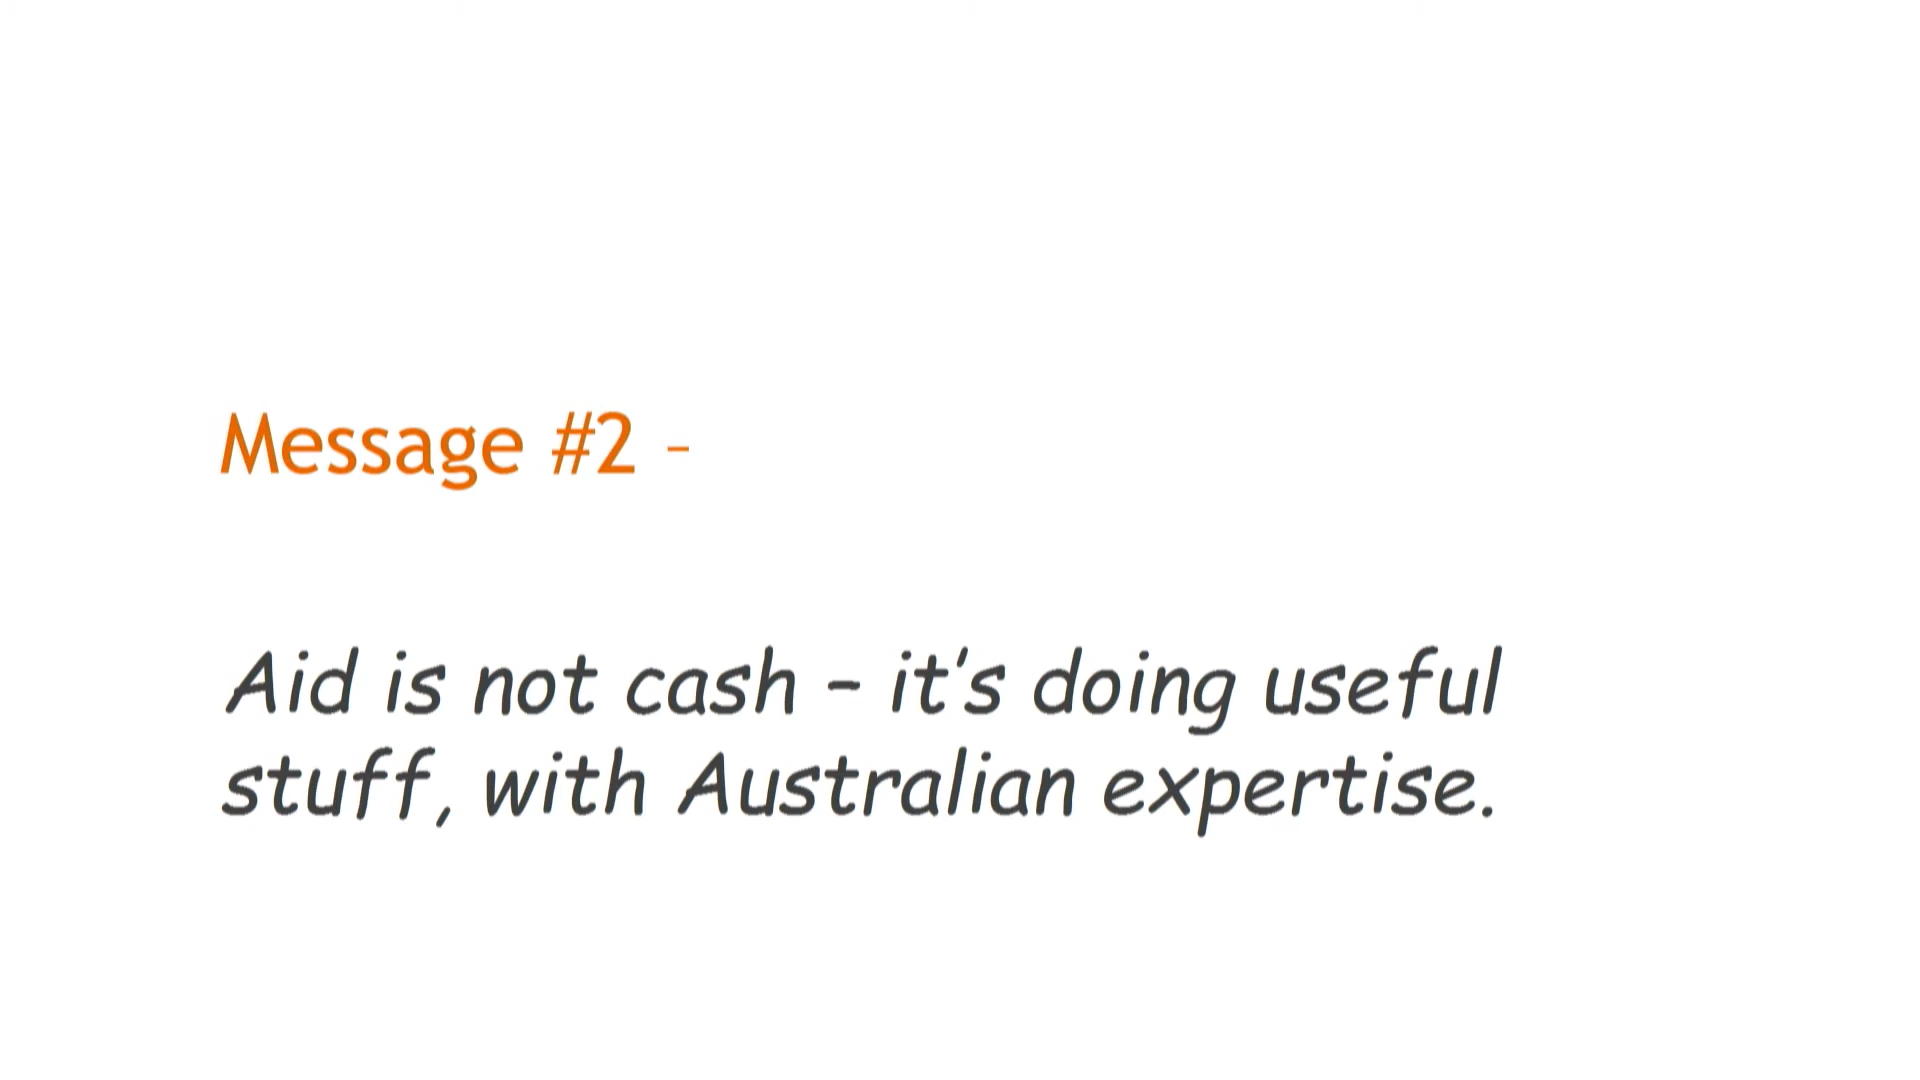 Message #2 –
Aid is not cash – it’s doing useful
stuff, with Australian expertise.